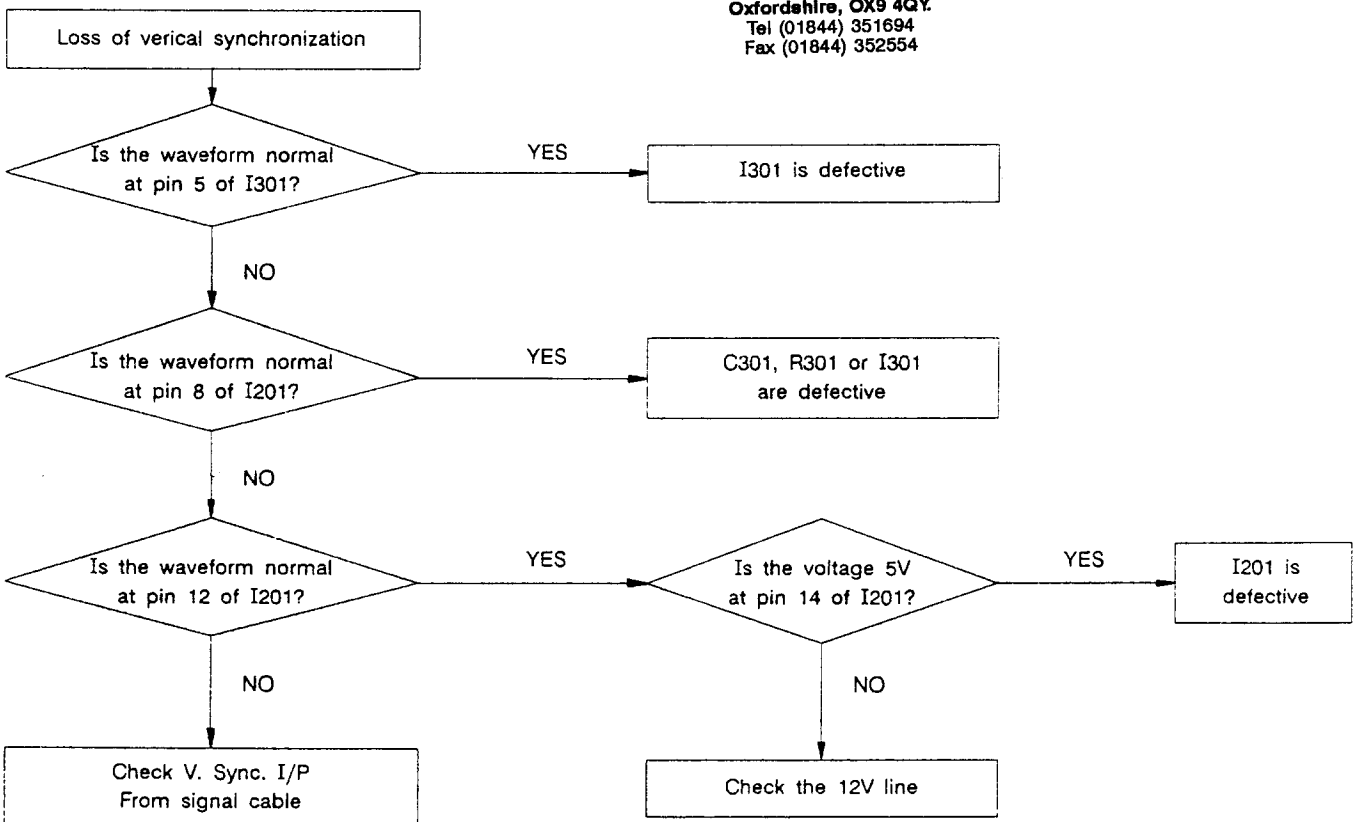 Oxfordshire, OX9 4QY.
Tel (01844) 351694
Fax (01844) 352554
Loss of verical synchronization
Is the waveform normal
at pin 5 of I301?
YES
I301 is defective
NO
Is the waveform normal
at pin 8 of I201?
YES
C301, R301 or I301
are defective
NO
Is the waveform normal
at pin 12 of I201?
YES
Is the voltage 5V
at pin 14 of I201?
YES
I201 is
defective
NO
NO
Check V. Sync. I/P
From signal cable
Check the 12V line